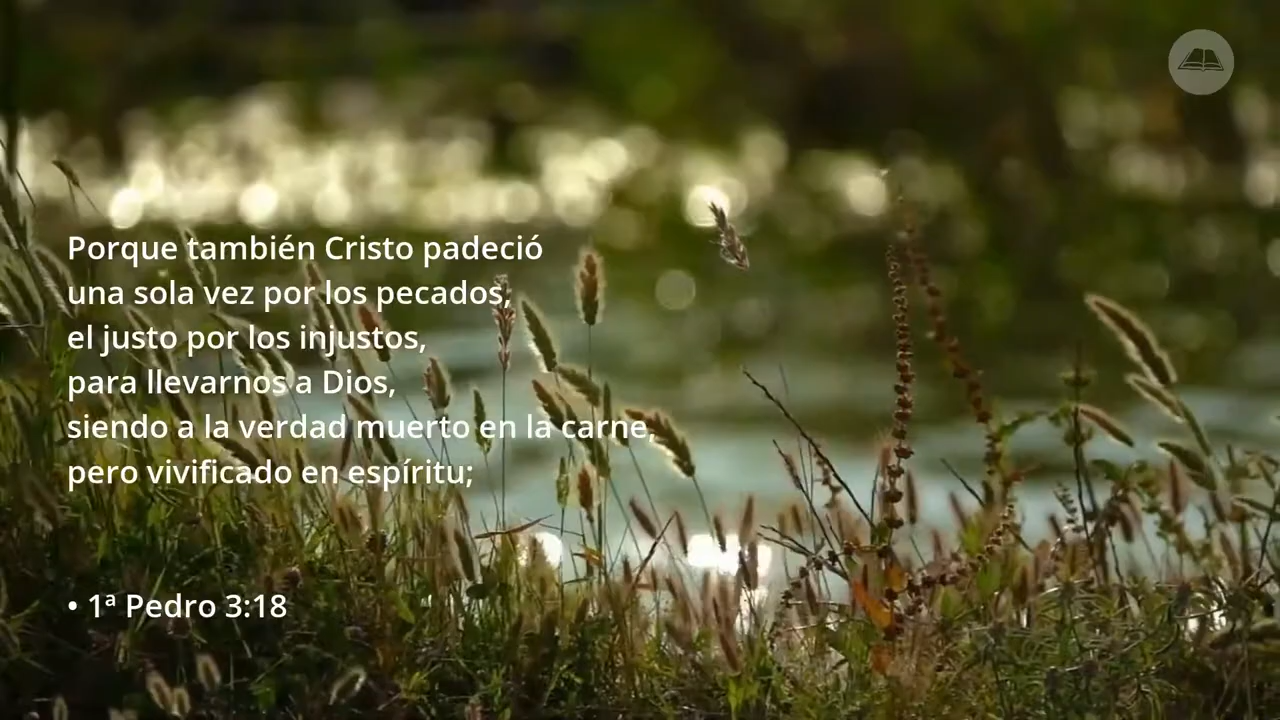 Porque también Cristo padeció
una sola vez por los pecados,
el justo por los injustos,
para llevarnos a Dios,
siendo a la verdad muerto en la carne,
pero vivificado en espíritu;
• 1ª Pedro 3:18